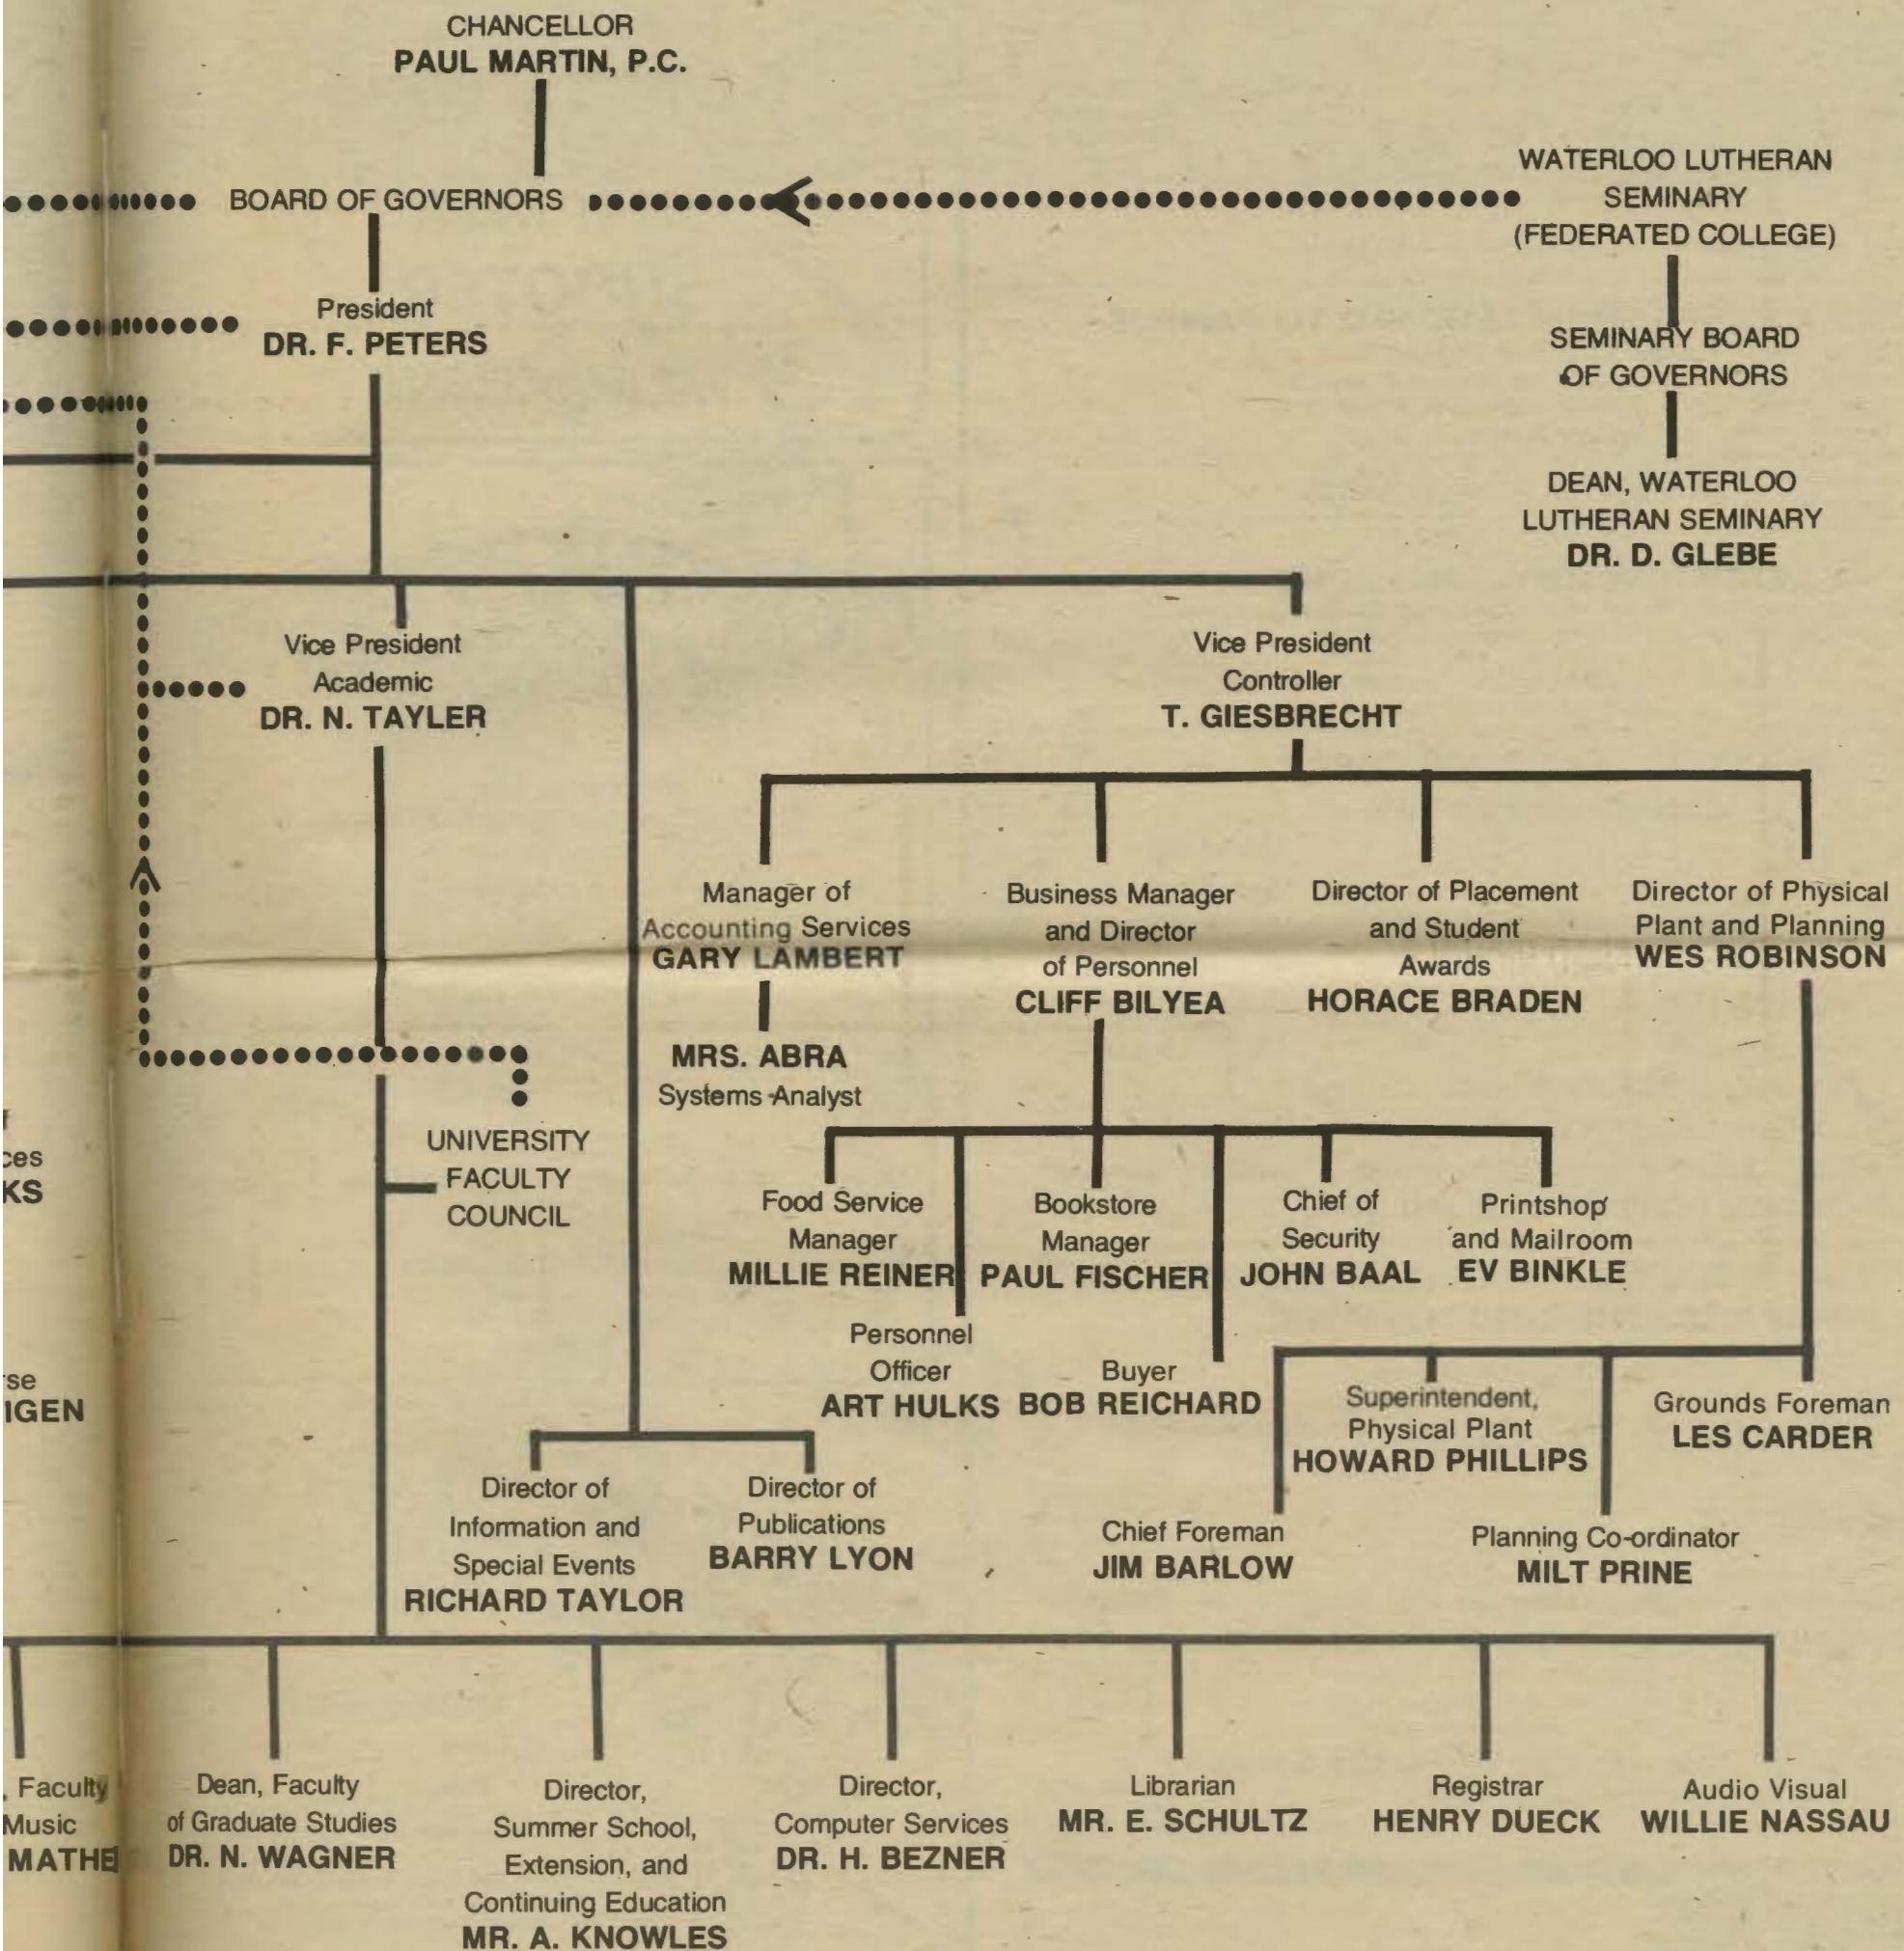 CHANCELLOR
PAUL MARTIN, P.C.
BOARD OF GOVERNORS
WATERLOO LUTHERAN
SEMINARY
(FEDERATED COLLEGE)
President
DR. F. PETERS
SEMINARY BOARD
OF GOVERNORS
DEAN, WATERLOO
LUTHERAN SEMINARY
DR. D. GLEBE
Vice President
Academic
DR. N. TAYLER
Vice President
Controller
T. GIESBRECHT
Manager of
Accounting Services
GARY LAMBERT
MRS. ABRA
Systems Analyst
Business Manager
and Director
of Personnel
CLIFF BILYEA
Director of Placement
and Student
Awards
HORACE BRADEN
Director of Physical
Plant and Planning
WES ROBINSON
ces
KS
UNIVERSITY
FACULTY
COUNCIL
Food Service
Manager
MILLIE REINER
Bookstore
Manager
PAUL FISCHER
Chief of
Security
JOHN BAAL
Printshop
and Mailroom
EV BINKLE
Personnel
Officer
ART HULKS
Buyer
BOB REICHARD
rse
IGEN
Superintendent,
Physical Plant
HOWARD PHILLIPS
Grounds Foreman
LES CARDER
Director of
Information and
Special Events
RICHARD TAYLOR
Director of
Publications
BARRY LYON
Chief Foreman
JIM BARLOW
Planning Co-ordinator
MILT PRINE
, Faculty
Music
MATHE
Dean, Faculty
of Graduate Studies
DR. N. WAGNER
Director,
Summer School,
Extension, and
Continuing Education
MR. A. KNOWLES
Director,
Computer Services
DR. H. BEZNER
Librarian
MR. E. SCHULTZ
Registrar
HENRY DUECK
Audio Visual
WILLIE NASSAU